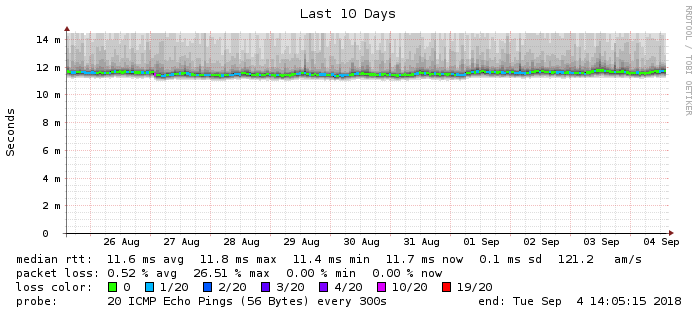 Last 10 Days
RRDTOOL / TOBI OETIKER
Seconds
14 m
12 m
10 m
8 m
6 m
4 m
2 m
0
26 Aug 27 Aug 28 Aug 29 Aug 30 Aug 31 Aug 01 Sep 02 Sep 03 Sep 04 Sep
median rtt: 11.6 ms avg 11.8 ms max 11.4 ms min 11.7 ms now 0.1 ms sd 121.2 am/s
packet loss: 0.52 % avg 26.51 % max 0.00 % min 0.00 % now
loss color: 0 1/20 2/20 3/20 4/20 10/20 19/20
probe: 20 ICMP Echo Pings (56 Bytes) every 300s end: Tue Sep 4 14:05:15 2018